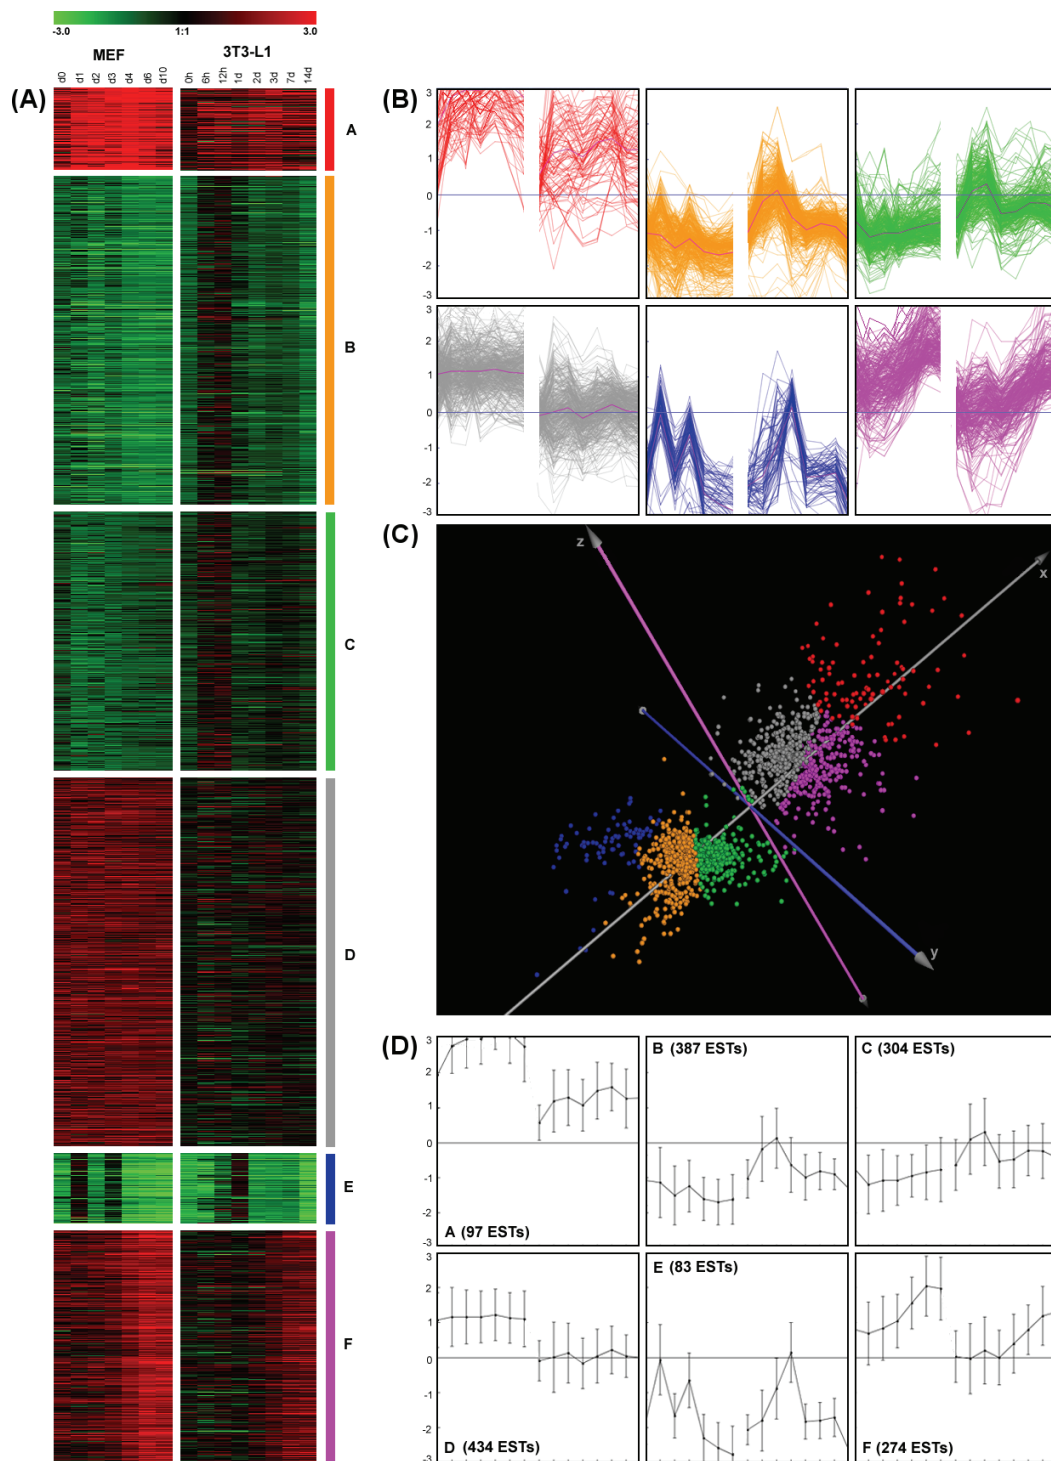 -3.0 1:1 3.0
MEF 3T3-L1
d0 d1 d2 d3 d4 d6 d10 0h 6h 12h 1d 2d 3d 7d 14d
(A)
A
B
C
D
E
F
(B)
3
2
1
0
-1
-2
-3
3
2
1
0
-1
-2
-3
(C)
z
x
y
(D)
3
2
1
0
-1
-2
-3
A (97 ESTs)
B (387 ESTs)
C (304 ESTs)
3
2
1
0
-1
-2
-3
D (434 ESTs)
E (83 ESTs)
F (274 ESTs)